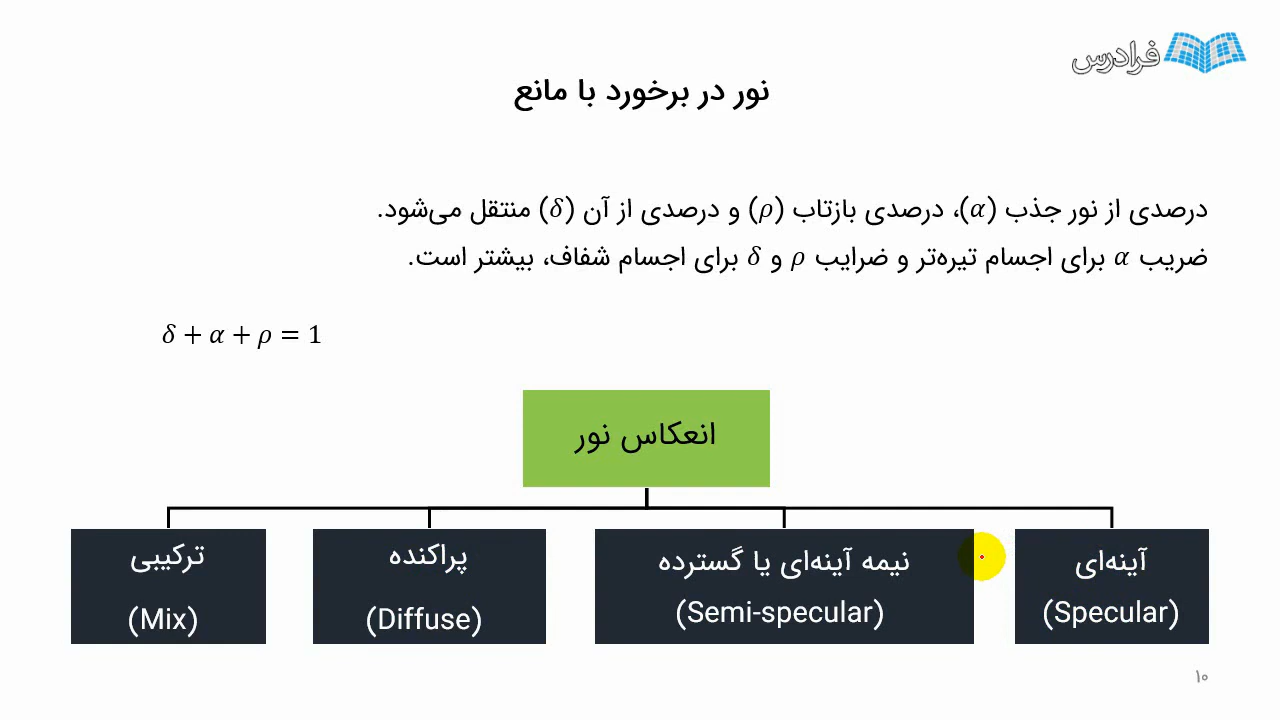 فرادرس
نور در برخورد با مانع
درصدی از نور جذب (α)، درصدی بازتاب (ρ) و درصدی از آن (δ) منتقل می‌شود.
ضریب α برای اجسام تیره‌تر و ضرایب ρ و δ برای اجسام شفاف، بیشتر است.
δ + α + ρ = 1
انعکاس نور
آینه‌ای
(Specular)
نیمه آینه‌ای یا گسترده
(Semi-specular)
پراکنده
(Diffuse)
ترکیبی
(Mix)
۱۰